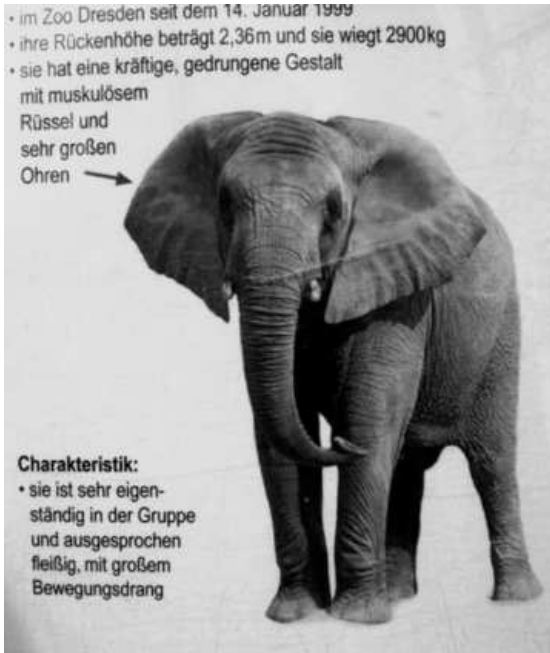 • im Zoo Dresden seit dem 14. Januar 1999
• ihre Rückenhöhe beträgt 2,36m und sie wiegt 2900kg
• sie hat eine kräftige, gedrungene Gestalt
mit muskulösem
Rüssel und
sehr großen
Ohren
Charakteristik:
• sie ist sehr eigen-
ständig in der Gruppe
und ausgesprochen
fleißig, mit großem
Bewegungsdrang